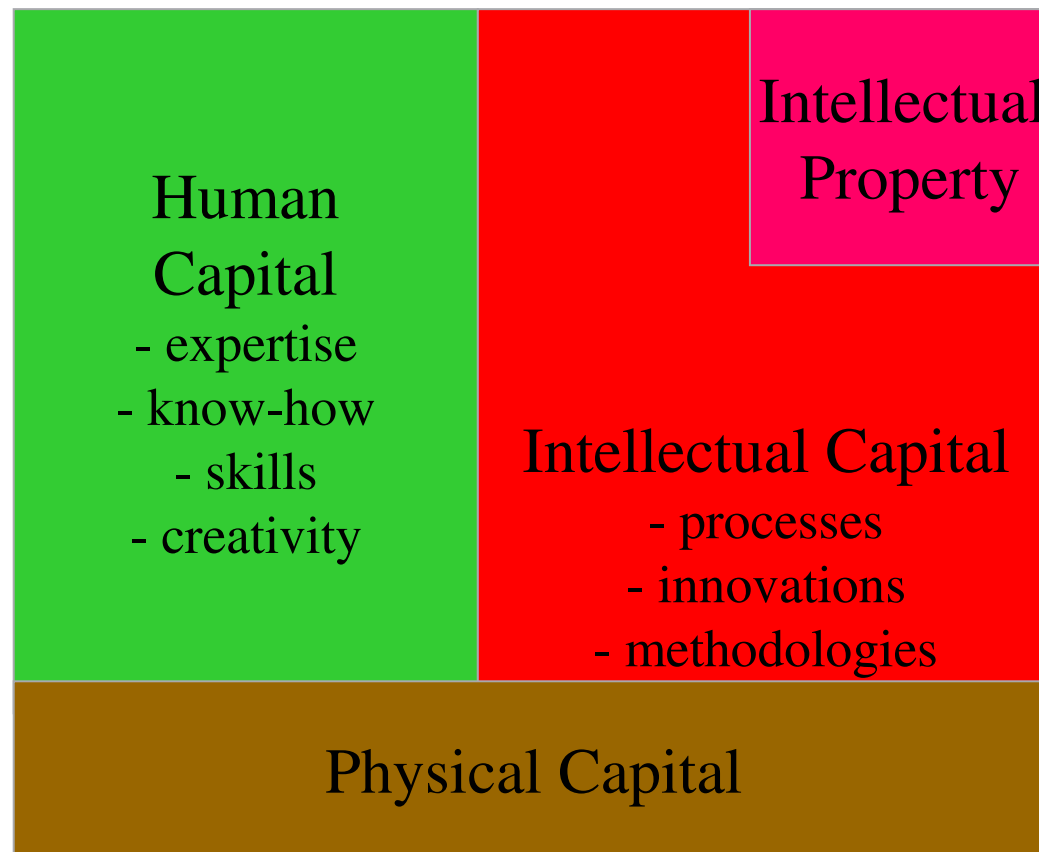 Human
Capital
- expertise
- know-how
- skills
- creativity
Intellectual
Property
Intellectual Capital
- processes
- innovations
- methodologies
Physical Capital